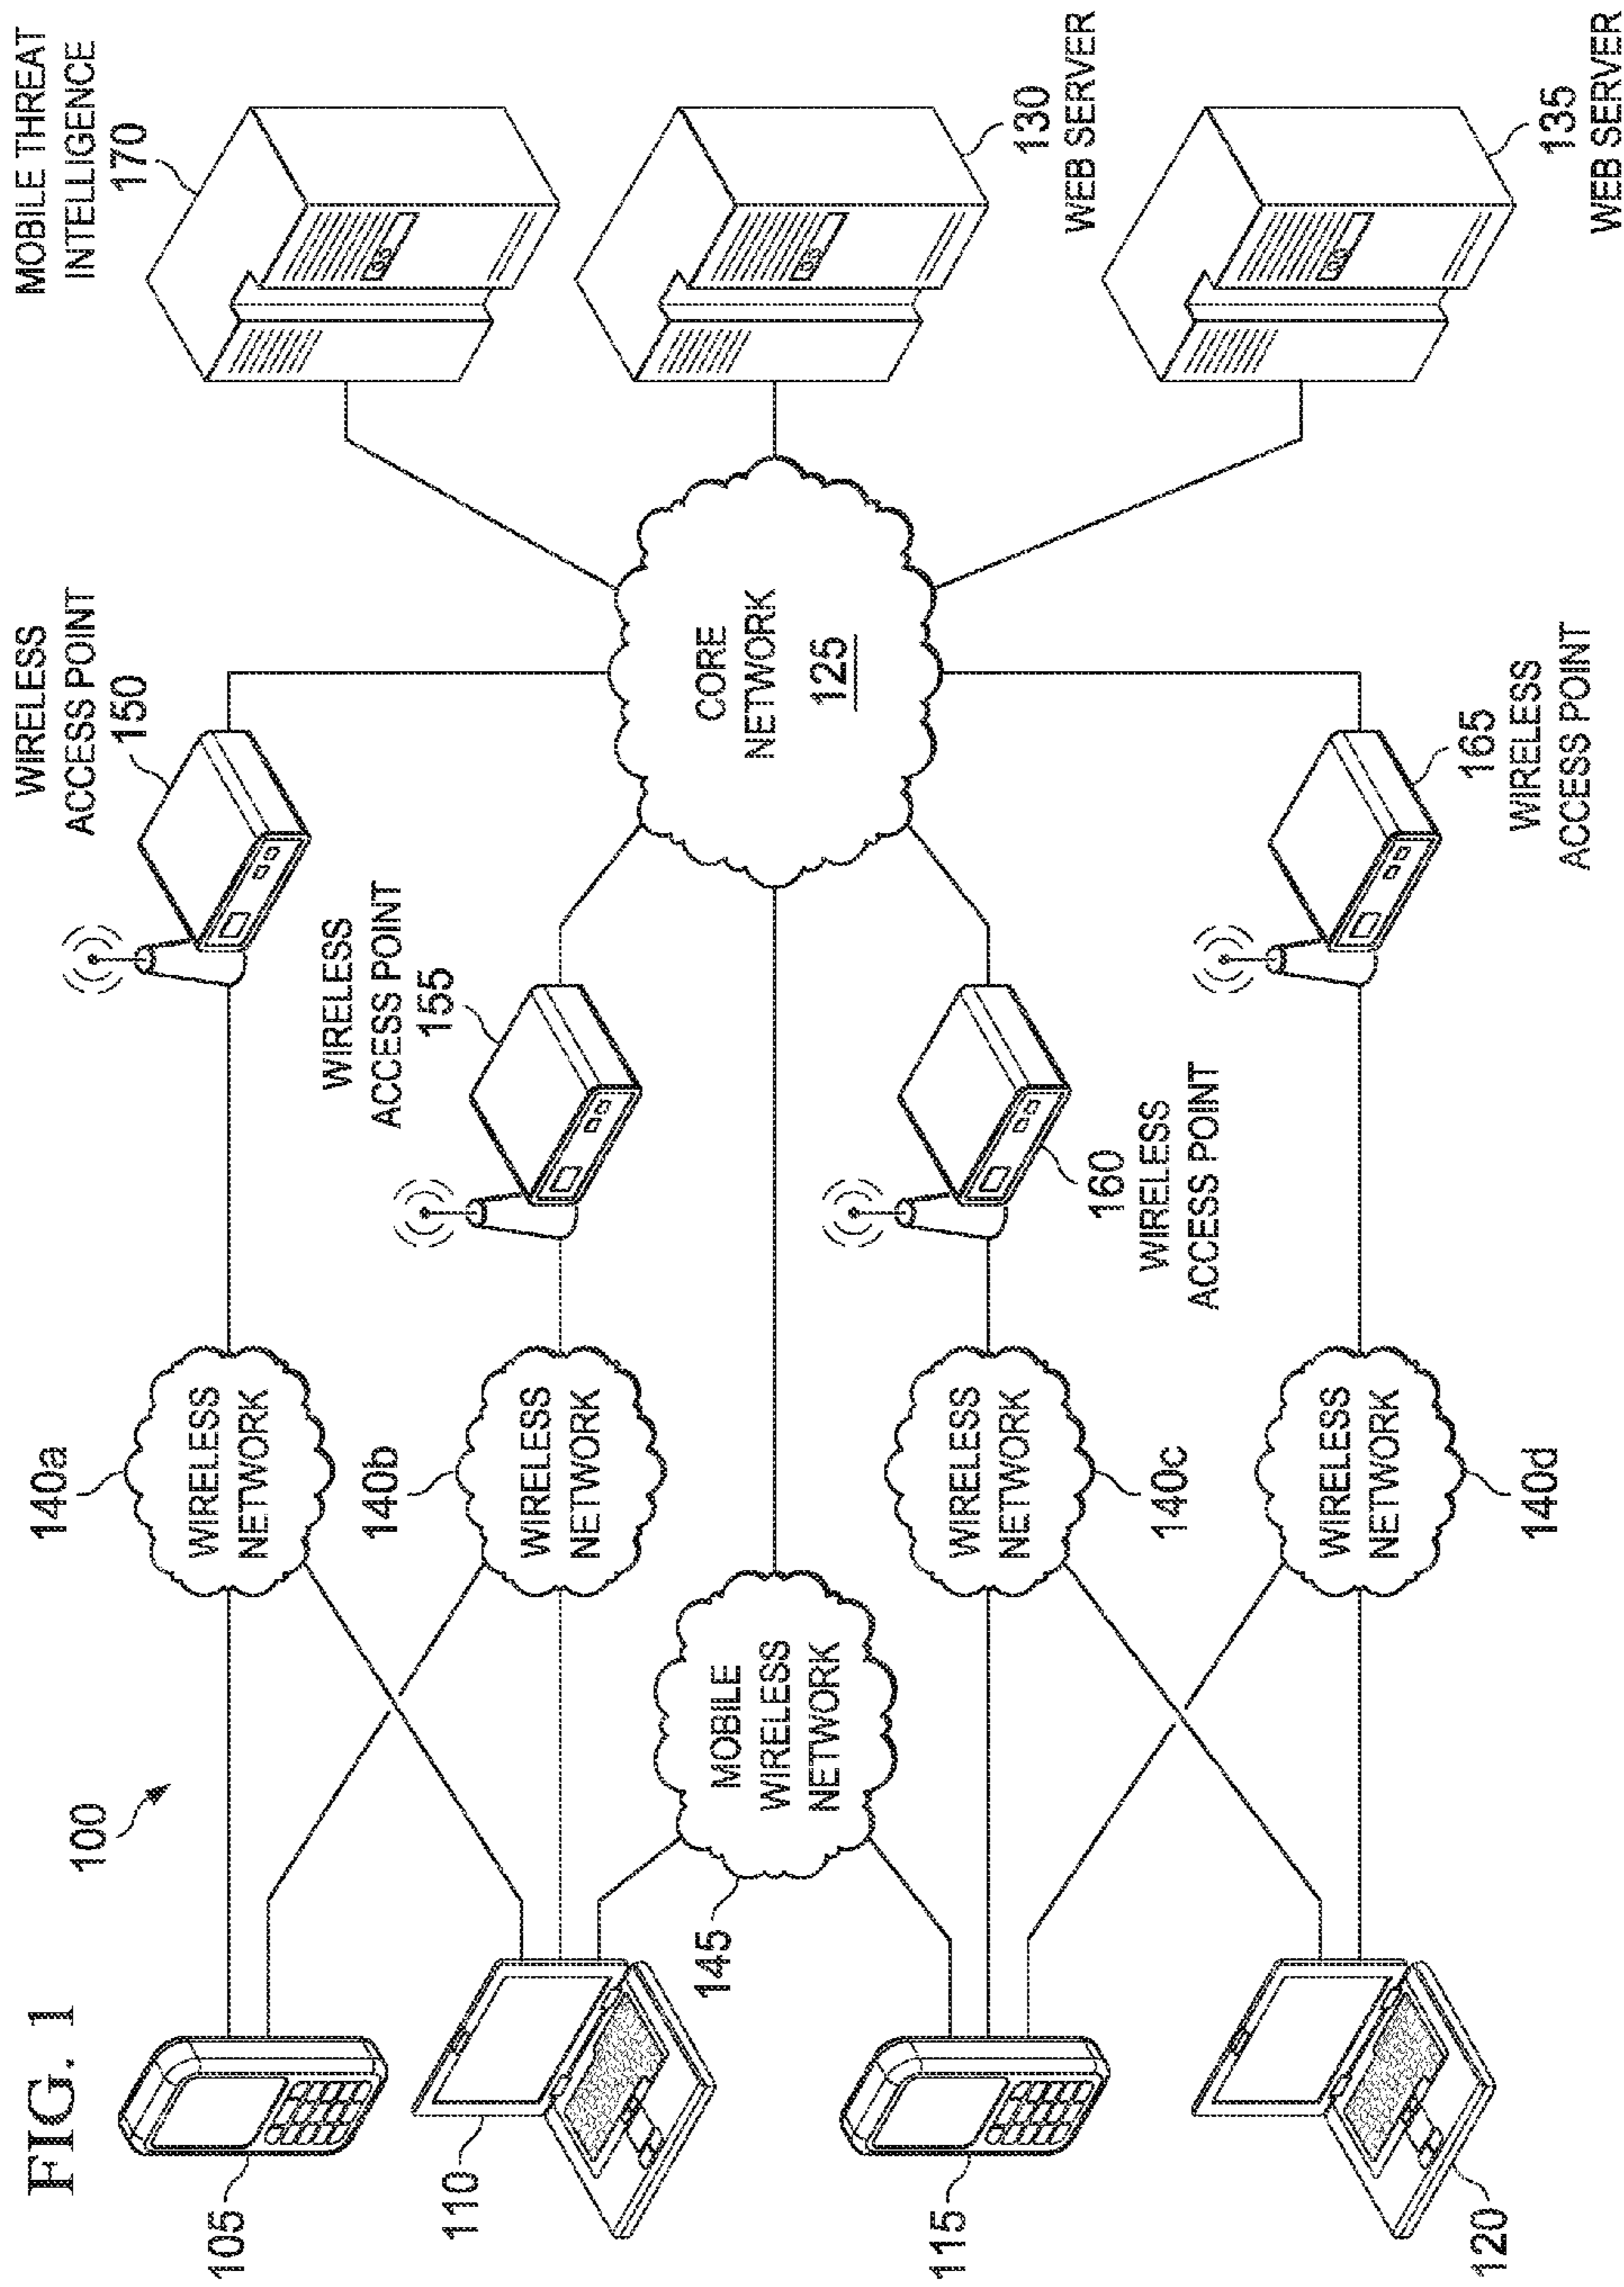 FIG. 1
100
105
110
115
120
145
MOBILE
WIRELESS
NETWORK
140a
WIRELESS
NETWORK
140b
WIRELESS
NETWORK
140c
WIRELESS
NETWORK
140d
WIRELESS
NETWORK
WIRELESS
ACCESS POINT
150
WIRELESS
ACCESS POINT
155
160
WIRELESS
ACCESS POINT
165
WIRELESS
ACCESS POINT
CORE
NETWORK
125
MOBILE THREAT
INTELLIGENCE
170
130
WEB SERVER
135
WEB SERVER